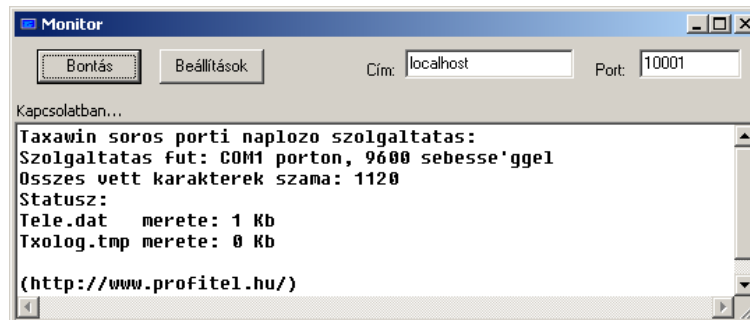 Monitor
Bontás Beállítások Cím: localhost Port: 10001
Kapcsolatban...
Taxawin soros porti naplozo szolgaltatas:
Szolgaltatas fut: COM1 porton, 9600 sebesse'ggel
Osszes vett karakterek szama: 1120
Statusz:
Tele.dat merete: 1 Kb
Txolog.tmp merete: 0 Kb
(http://www.profitel.hu/)